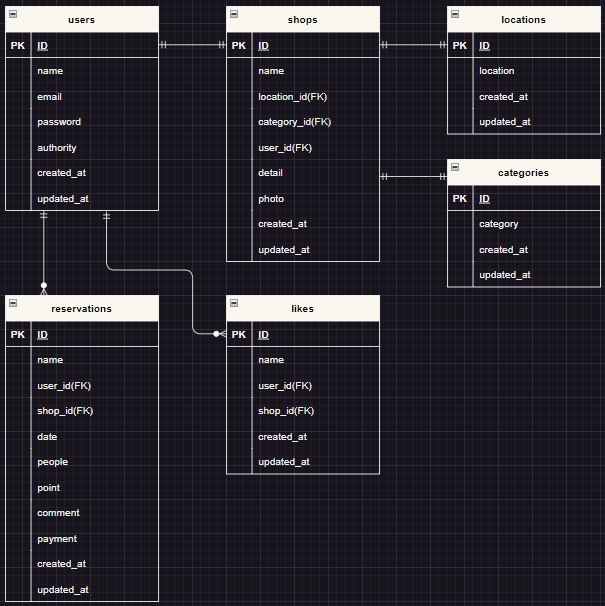 users
PK ID
name
email
password
authority
created_at
updated_at
shops
PK ID
name
location_id(FK)
category_id(FK)
user_id(FK)
detail
photo
created_at
updated_at
locations
PK ID
location
created_at
updated_at
categories
PK ID
category
created_at
updated_at
reservations
PK ID
name
user_id(FK)
shop_id(FK)
date
people
point
comment
payment
created_at
updated_at
likes
PK ID
name
user_id(FK)
shop_id(FK)
created_at
updated_at